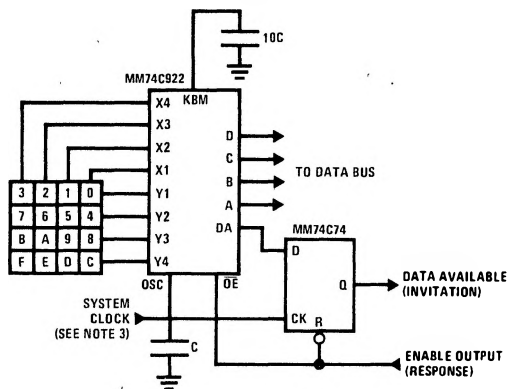 10C
MM74C922
KBM
X4
X3
X2
X1
Y1
Y2
Y3
Y4
D
C
B
A
DA
TO DATA BUS
3 2 1 0
7 6 5 4
B A 9 8
F E D C
OSC
OE
MM74C74
D
Q
CK
R
DATA AVAILABLE
(INVITATION)
SYSTEM
CLOCK
(SEE NOTE 3)
C
ENABLE OUTPUT
(RESPONSE)